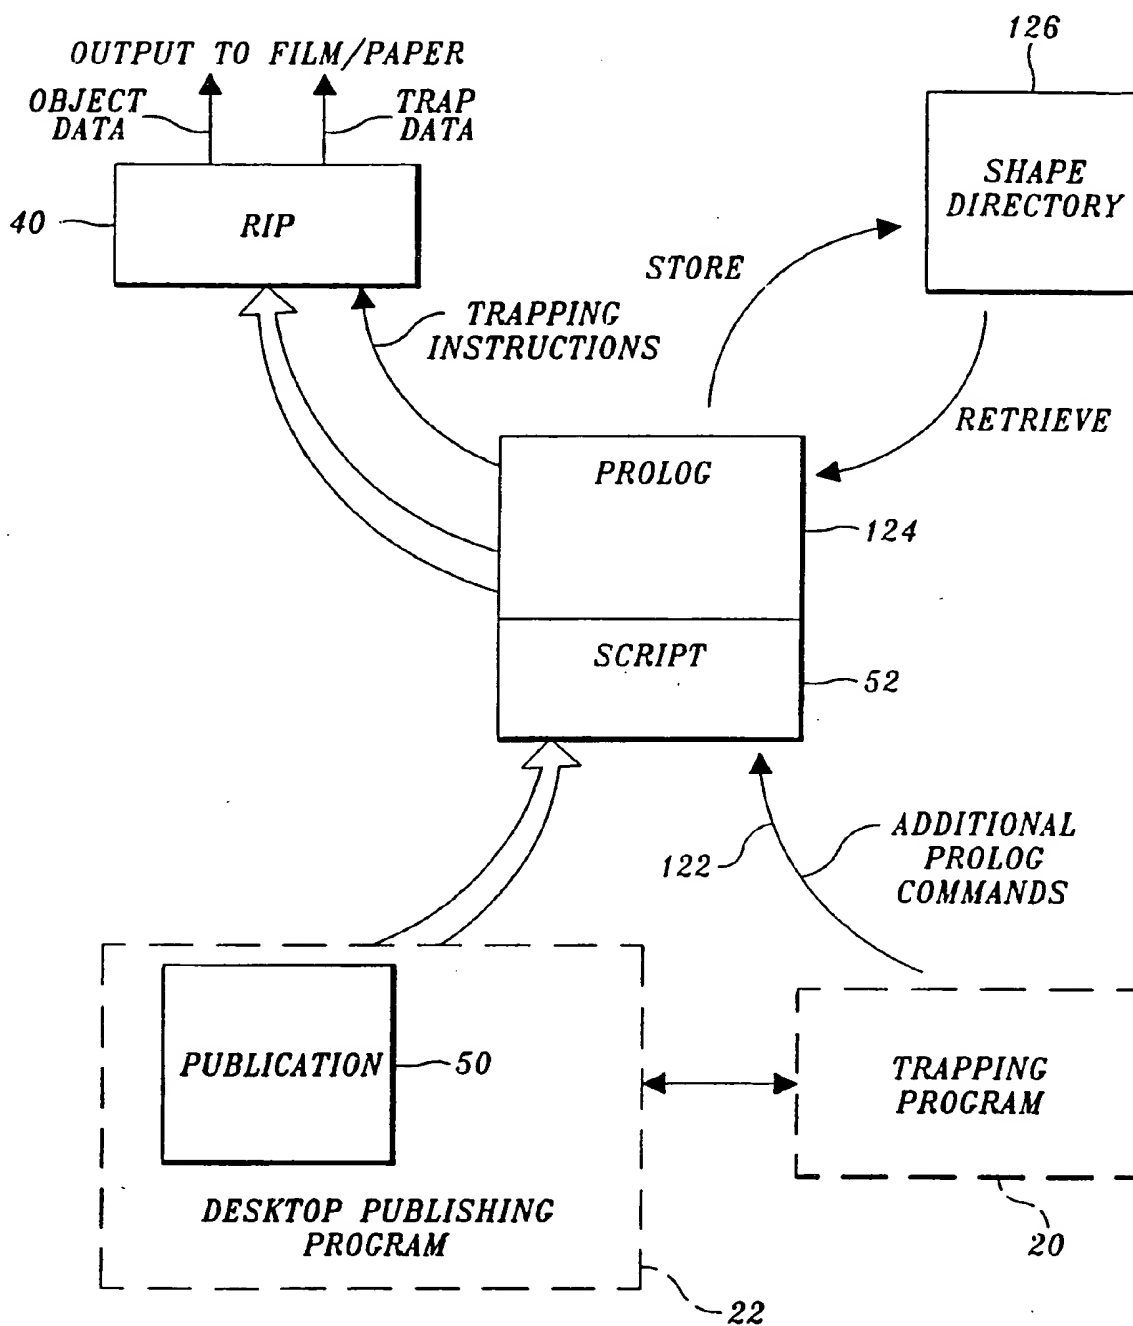 126
OUTPUT TO FILM/PAPER
OBJECT
DATA
TRAP
DATA
SHAPE
DIRECTORY
40
RIP
STORE
TRAPPING
INSTRUCTIONS
RETRIEVE
PROLOG
124
SCRIPT
52
122
ADDITIONAL
PROLOG
COMMANDS
PUBLICATION
50
TRAPPING
PROGRAM
DESKTOP PUBLISHING
PROGRAM
20
22